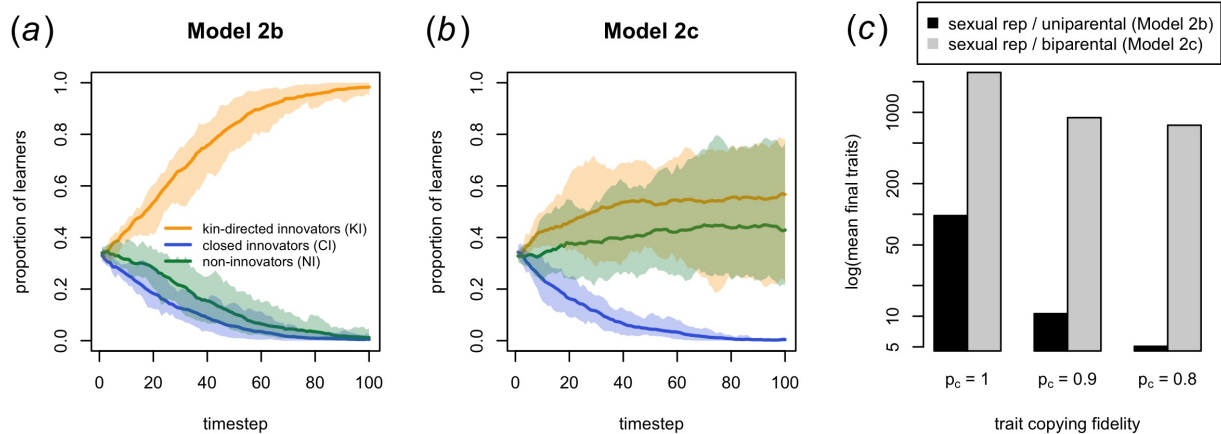 (a)
Model 2b
proportion of learners
1.0
0.8
0.6
0.4
0.2
0.0
kin-directed innovators (KI)
closed innovators (CI)
non-innovators (NI)
0 20 40 60 80 100
timestep
(b)
Model 2c
proportion of learners
1.0
0.8
0.6
0.4
0.2
0.0
0 20 40 60 80 100
timestep
(c)
sexual rep / uniparental (Model 2b)
sexual rep / biparental (Model 2c)
log(mean final traits)
1000
200
50
10
5
pc = 1 pc = 0.9 pc = 0.8
trait copying fidelity